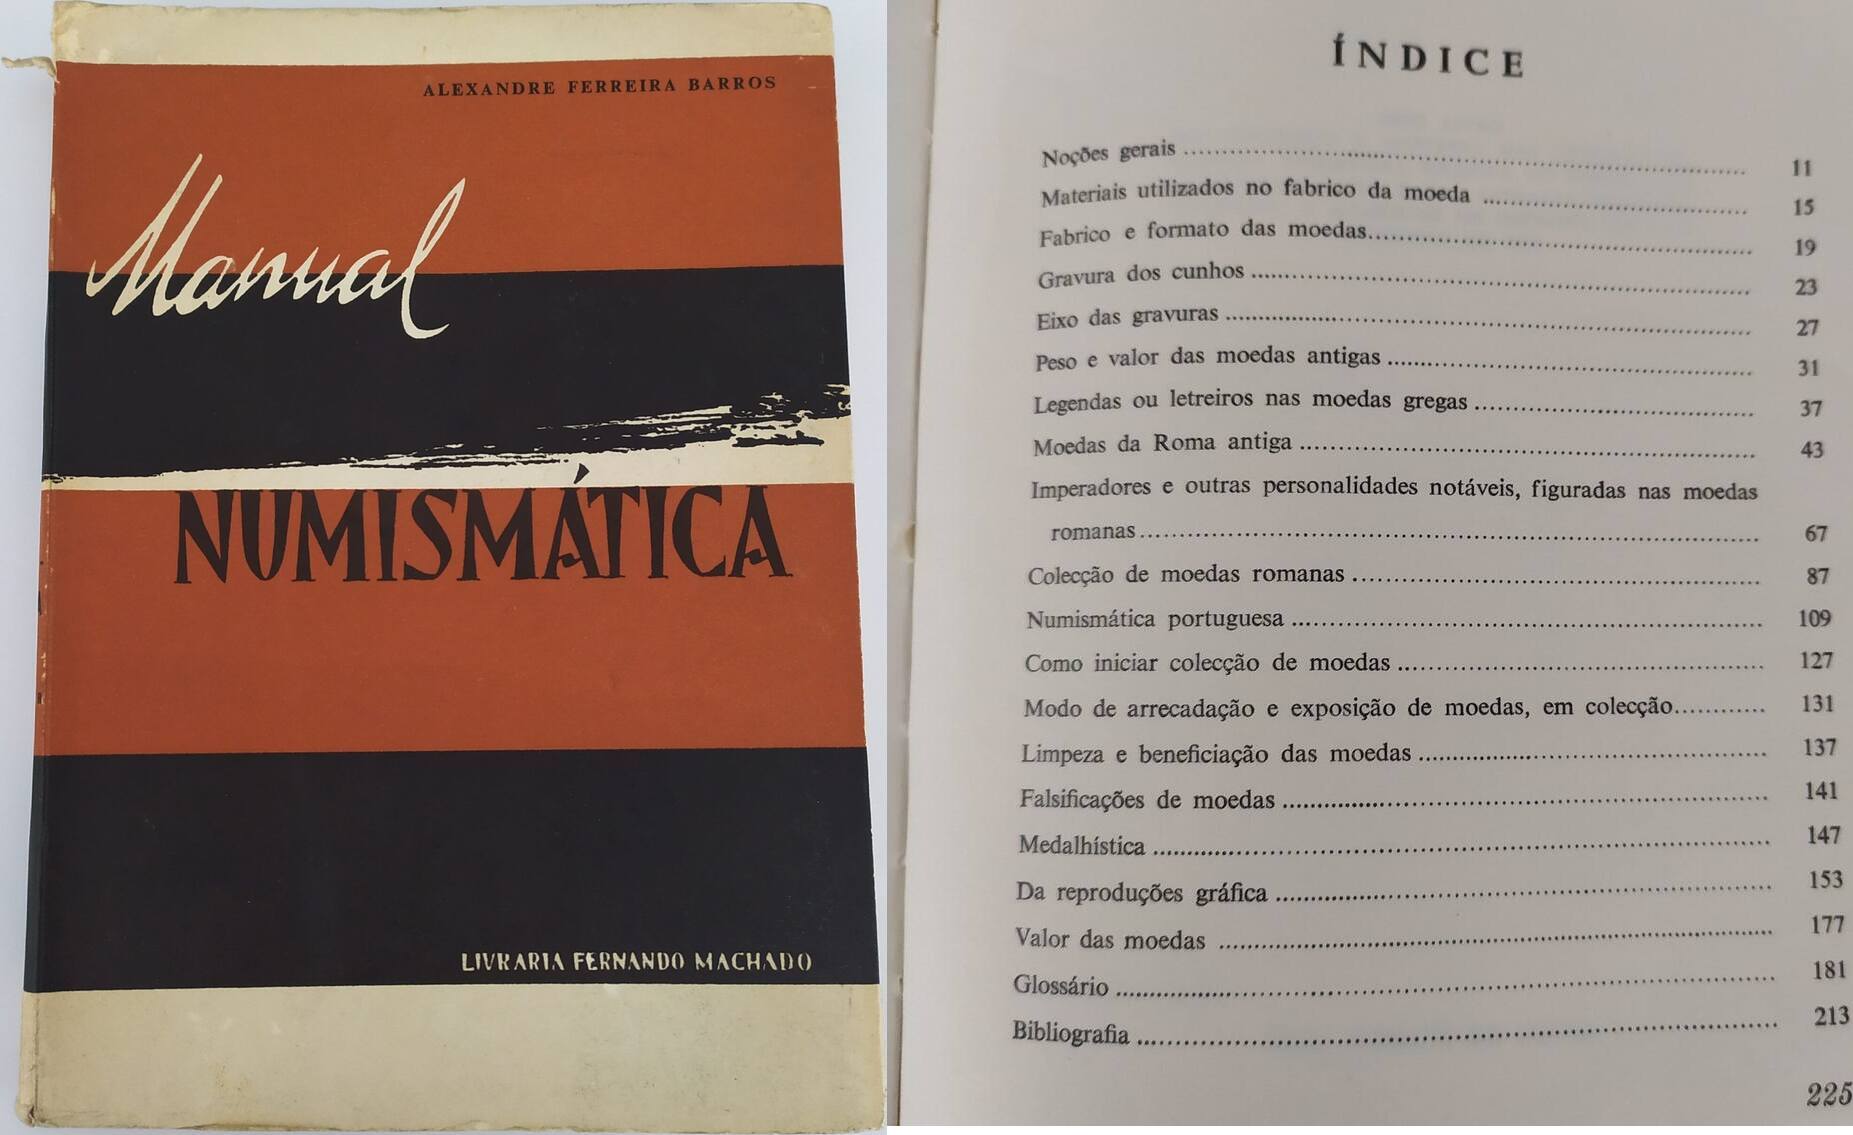 ALEXANDRE FERREIRA BARROS
Manual
NUMISMÁTICA
LIVRARIA FERNANDO MACHADO
ÍNDICE
Noções gerais 11
Materiais utilizados no fabrico da moeda 15
Fabrico e formato das moedas 19
Gravura dos cunhos 23
Eixo das gravuras 27
Peso e valor das moedas antigas 31
Legendas ou letreiros nas moedas gregas 37
Moedas da Roma antiga 43
Imperadores e outras personalidades notáveis, figuradas nas moedas
romanas 67
Colecção de moedas romanas 87
Numismática portuguesa 109
Como iniciar colecção de moedas 127
Modo de arrecadação e exposição de moedas, em colecção 131
Limpeza e beneficiação das moedas 137
Falsificações de moedas 141
Medalhística 147
Da reproduções gráfica 153
Valor das moedas 177
Glossário 181
Bibliografia 213
225